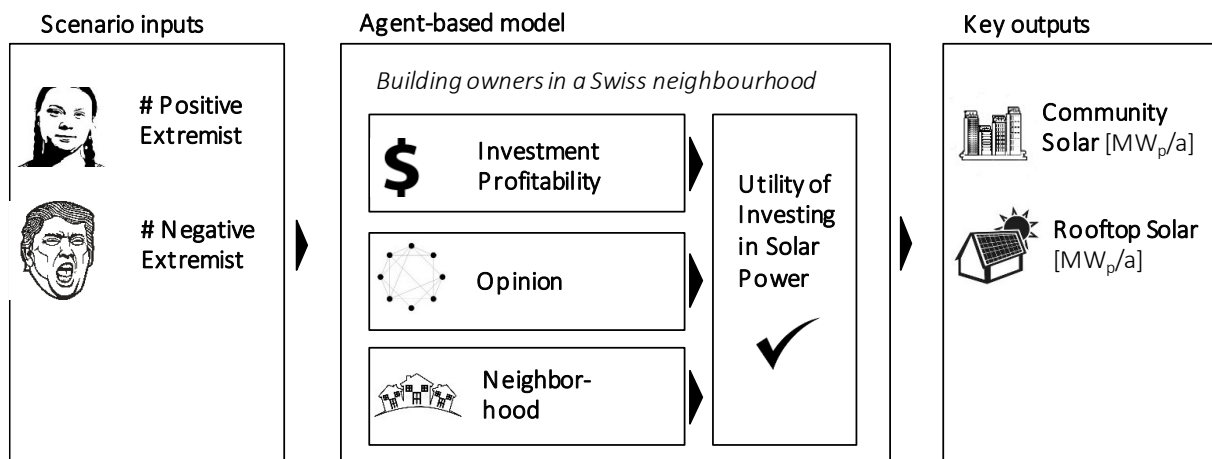 Scenario inputs
# Positive
Extremist
# Negative
Extremist
Agent-based model
Building owners in a Swiss neighbourhood
$
Investment
Profitability
Opinion
Neighbor-
hood
Utility of
Investing
in Solar
Power
Key outputs
Community
Solar [MWp/a]
Rooftop Solar
[MWp/a]